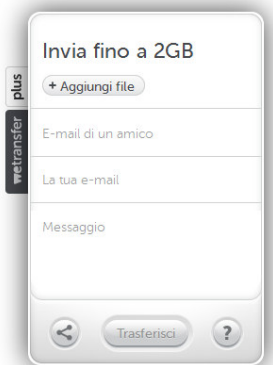 Invia fino a 2GB
+ Aggiungi file
plus
wetransfer
E-mail di un amico
La tua e-mail
Messaggio
Trasferisci
?